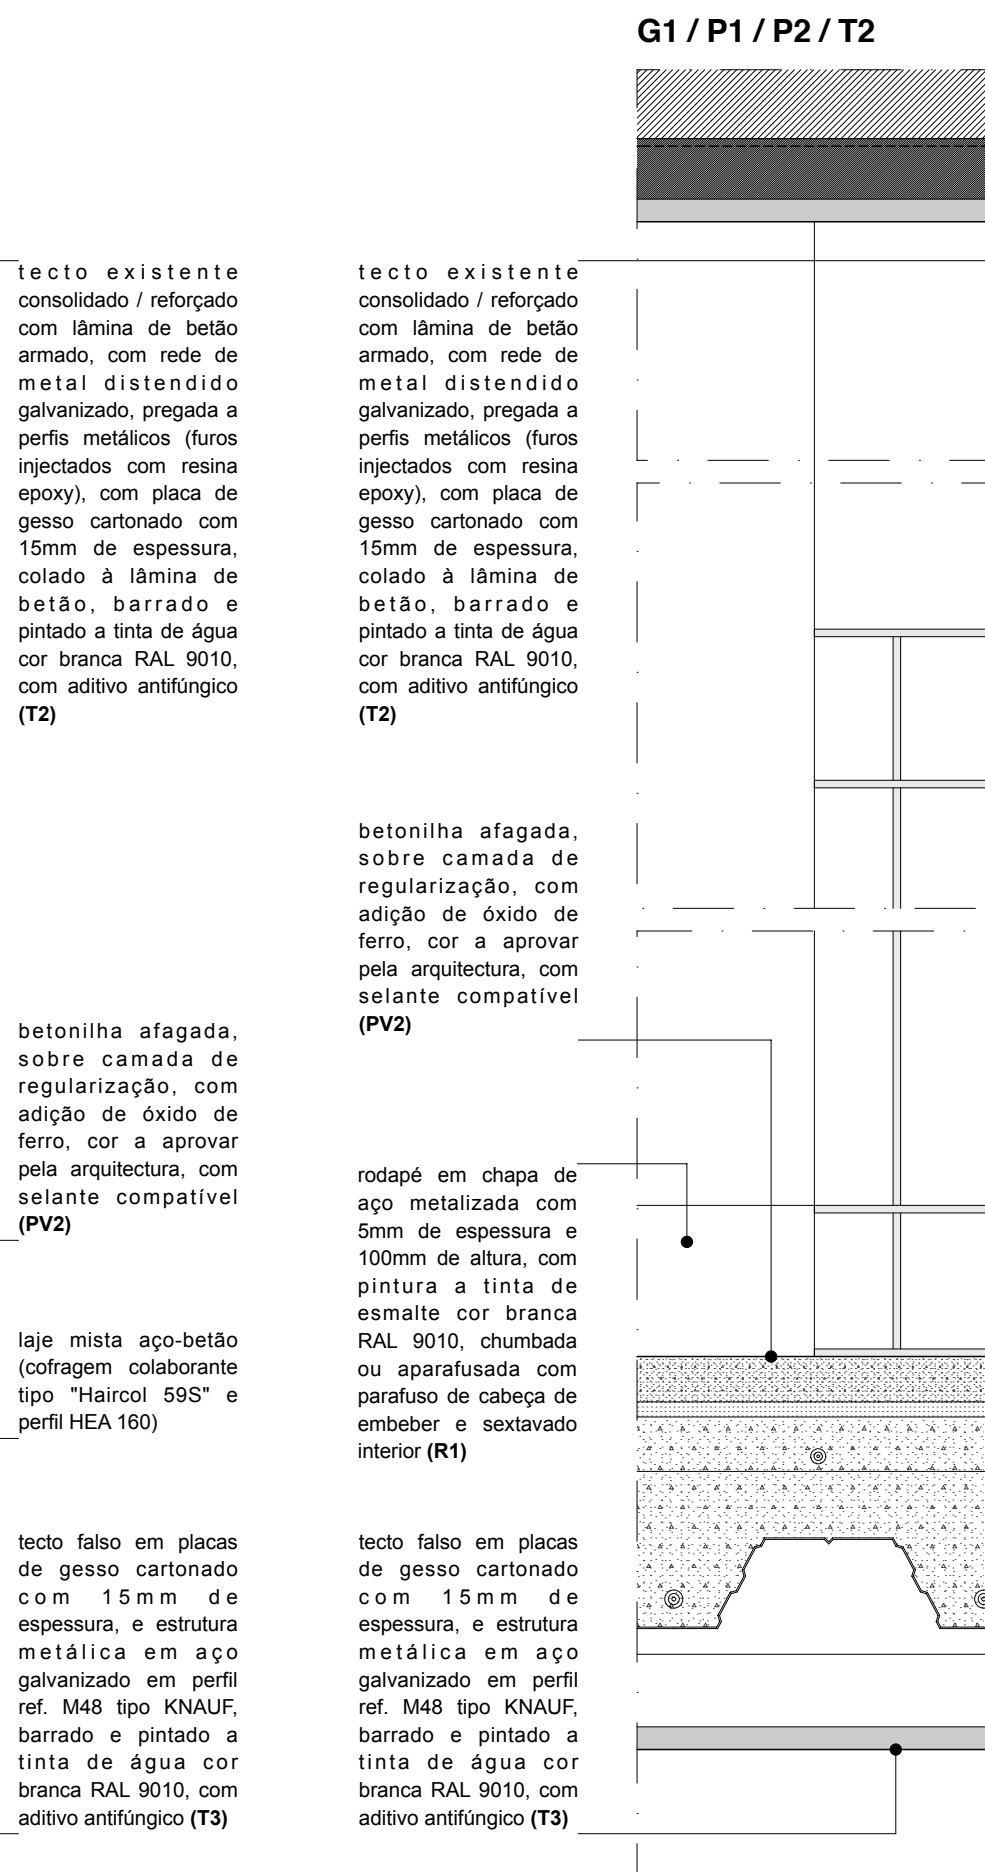 G1 / P1 / P2 / T2
tecto existente
consolidado / reforçado
com lâmina de betão
armado, com rede de
metal distendido
galvanizado, pregada a
perfis metálicos (furos
injectados com resina
epoxy), com placa de
gesso cartonado com
15mm de espessura,
colado à lâmina de
betão, barrado e
pintado a tinta de água
cor branca RAL 9010,
com aditivo antifúngico
(T2)
betonilha afagada,
sobre camada de
regularização, com
adição de óxido de
ferro, cor a aprovar
pela arquitectura, com
selante compatível
(PV2)
laje mista aço-betão
(cofragem colaborante
tipo "Haircol 59S" e
perfil HEA 160)
tecto falso em placas
de gesso cartonado
com 15mm de
espessura, e estrutura
metálica em aço
galvanizado em perfil
ref. M48 tipo KNAUF,
barrado e pintado a
tinta de água cor
branca RAL 9010, com
aditivo antifúngico (T3)
tecto existente
consolidado / reforçado
com lâmina de betão
armado, com rede de
metal distendido
galvanizado, pregada a
perfis metálicos (furos
injectados com resina
epoxy), com placa de
gesso cartonado com
15mm de espessura,
colado à lâmina de
betão, barrado e
pintado a tinta de água
cor branca RAL 9010,
com aditivo antifúngico
(T2)
betonilha afagada,
sobre camada de
regularização, com
adição de óxido de
ferro, cor a aprovar
pela arquitectura, com
selante compatível
(PV2)
rodapé em chapa de
aço metalizada com
5mm de espessura e
100mm de altura, com
pintura a tinta de
esmalte cor branca
RAL 9010, chumbada
ou aparafusada com
parafuso de cabeça de
embeber e sextavado
interior (R1)
tecto falso em placas
de gesso cartonado
com 15mm de
espessura, e estrutura
metálica em aço
galvanizado em perfil
ref. M48 tipo KNAUF,
barrado e pintado a
tinta de água cor
branca RAL 9010, com
aditivo antifúngico (T3)